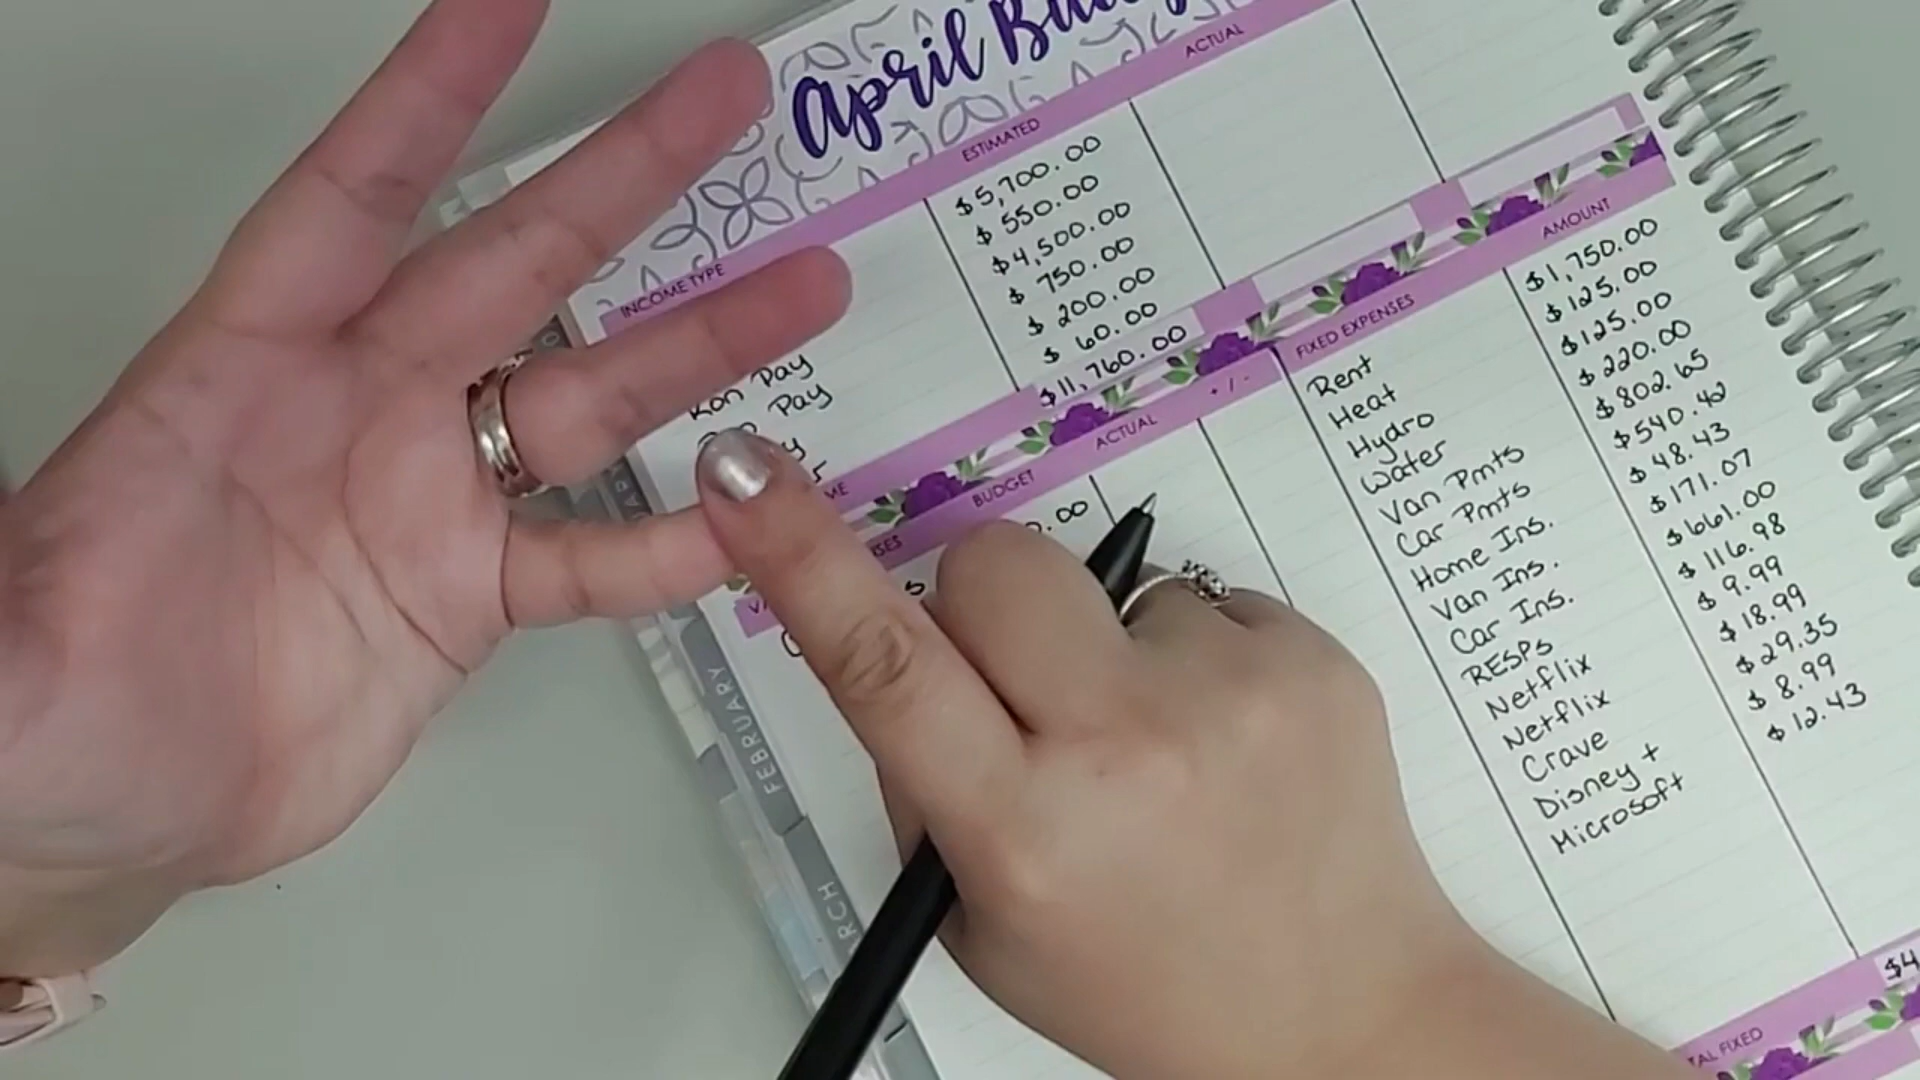 April
INCOME TYPE ESTIMATED ACTUAL
$5,700.00
$550.00
$4,500.00
$750.00
$200.00
$60.00
$11,760.00
Ron Pay
Pay
BUDGET ACTUAL + / -
FIXED EXPENSES AMOUNT
Rent $1,750.00
Heat $125.00
Hydro $125.00
Water $220.00
Van Pmts $802.65
Car Pmts $540.42
Home Ins. $48.43
Van Ins. $171.07
Car Ins. $661.00
RESPs $116.98
Netflix $9.99
Netflix $18.99
Crave $29.35
Disney + $8.99
Microsoft $12.43
FIXED
FEBRUARY